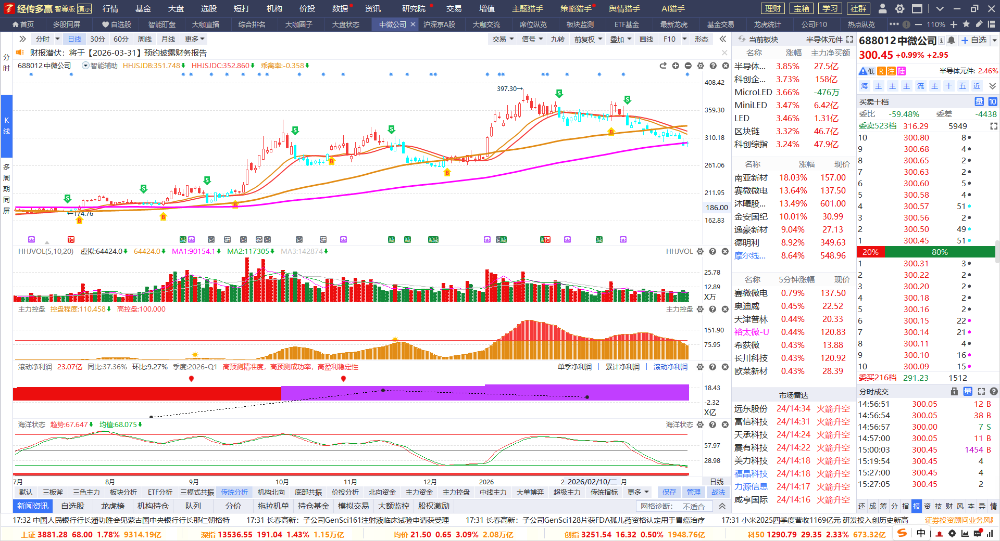 经传多赢 智尊版 演示 行情 基金 大盘 选股 短打 机构 价投 数据 资讯 研究院 交易 增值 主题猎手 策略猎手 舆情猎手 AI猎手 理财 宝箱 学习 社群
首页 多股同屏 自选股 智能盯盘 大咖直播 综合排名 大咖圈子 大盘状态 中微公司 沪深京A股 大咖交流 席位纵览 板块监测 ETF基金 最新龙虎 基金交易 龙虎统计 公司F10 热点纵览 110%
分时 日线 30分 60分 周线 月线 更多 交易 信号 九转 前复权 叠加 画线 F10 形态
财报潜伏：将于【2026-03-31】预约披露财务报告
688012 中微公司 智能辅助 HHJSJDB:351.748 HHJSJDC:352.860 乖离率:-0.358
分时
K线
多周期同屏
408.42
397.30
359.30
310.18
261.06
211.95
186.00
174.76
162.83
HHJVOL(5,10,20) 虚拟:64424.0 64424.0 MA1:90154.1 MA2:117305 MA3:142874 HHJVOL
25.78
12.89
X万
主力控盘 控盘程度:110.458 高控盘:100.000 主力控盘
151.90
75.95
滚动净利润 23.07亿 同比:37.36% 环比:9.27% 季度:2026-Q1 高预测精准度，高预测成功率，高盈利稳定性 单季净利润 累计净利润 滚动净利润
18.43
-2.32
X亿
海洋状态 趋势:67.647 均值:68.075 海洋状态
57.97
28.98
7月 8月 9月 10月 11月 12月 2026 2 2026/02/10/二 月 日线
默认 三板斧 三色主力 板块分析 ETF分析 三模式共振 传统分析 机构北向 底部共振 价投分析 北向资金 主力资金 主力控盘 中线主力 大单博弈 超级主力 传统指标 更多 保存 管理 战法
新闻资讯 自选股 龙虎榜 机构持仓 队列 分价 拖拉机单 持仓基金 模拟交易 大额监控 股权激励 网格诊断： 不适合
当前板块 半导体元件
名称 涨幅 主力净买额
半导体... 3.85% 27.5亿
科创企... 3.73% 158亿
MicroLED 3.66% -476万
MiniLED 3.47% 6.42亿
LED 3.46% 1.31亿
区块链 3.32% 46.7亿
科创综指 3.24% 47.9亿
名称 涨幅 现价
南亚新材 18.03% 157.00
赛微微电 13.64% 137.50
沐曦股... 13.49% 601.00
金安国纪 10.01% 30.99
逸豪新材 9.04% 27.13
德明利 8.92% 349.63
摩尔线... 8.64% 548.96
名称 5分钟涨幅 现价
赛微微电 0.79% 137.50
奥迪威 0.45% 22.52
天津普林 0.44% 20.33
裕太微-U 0.44% 120.83
希荻微 0.43% 13.88
长川科技 0.43% 120.92
欧莱新材 0.43% 28.39
市场雷达
远东股份 24/14:34 火箭升空
富信科技 24/14:31 火箭升空
天承科技 24/14:24 火箭升空
震有科技 24/14:22 火箭升空
美力科技 24/14:18 火箭升空
福晶科技 24/14:18 火箭升空
力源信息 24/14:17 火箭升空
咸亨国际 24/14:16 火箭升空
688012 中微公司 自选
300.45 +0.99% +2.95
低 R 注 陆 半导体元件: 2.46%
海 主 主 主 流 主 十 五 近
买卖十档 量 10
委比 -59.48% 委差 -4438
委卖523档 316.29 5949
10 300.80 8
9 300.68 4
8 300.65 2
7 300.63 2
6 300.60 5
5 300.58 4
4 300.57 51
3 300.56 2
2 300.50 49
1 300.45 51
20% 80%
1 300.31 3
2 300.22 2
3 300.20 2
4 300.18 2
5 300.16 2
6 300.15 22
7 300.14 21
8 300.11 4
9 300.10 16
10 300.09 15
委买216档 291.23 1512
分时成交 量
14:56:51 300.05 12 B
14:56:54 300.05 38 B
14:56:57 300.00 7 S
14:57:00 300.05 11 B
15:00:03 300.45 1454 B
15:19:54 300.45 4
15:27:00 300.45 4
15:27:05 300.45 2
还 成 筹 分 指 报 资 技 财 风 本 异 情
17:32 中国人民银行行长潘功胜会见蒙古国中央银行行长那仁朝格特 17:31 长春高新：子公司GenSci161注射液临床试验申请获受理 17:31 长春高新：子公司GenSci128片获FDA孤儿药资格认定用于胃癌治疗 17:31 小米2025四季度营收1169亿元 研发投入创历史新高 证券投资顾问业务风
上证 3881.28 68.00 1.78% 9314.19亿 深指 13536.55 191.04 1.43% 1.15万亿 均价 21.50 0.65 3.09% 2.08万亿 创指 3251.54 16.32 0.50% 1948.76亿 科50 1290.79 29.35 2.33% 673.32亿 中